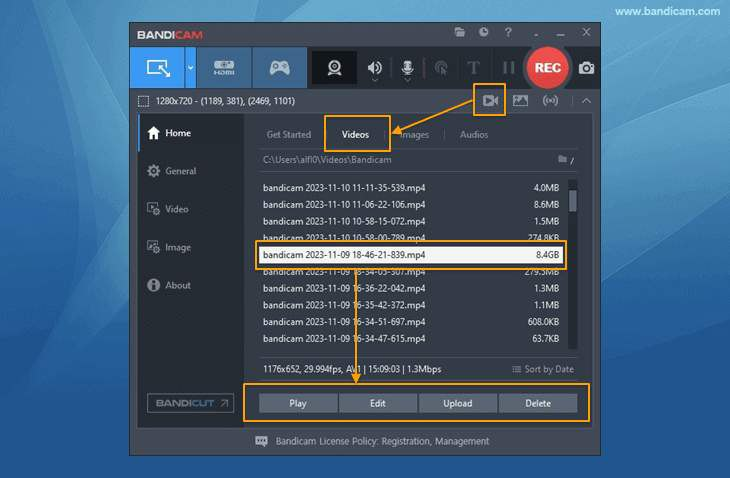 www.bandicam.com
BANDICAM
HDMI
T
REC
1280x720 - (1189, 381), (2469, 1101)
Home
General
Video
Image
About
BANDICUT
Get Started
Videos
Images
Audios
C:\Users\alfl0\Videos\Bandicam
/
bandicam 2023-11-10 11-11-35-539.mp4 4.0MB
bandicam 2023-11-10 11-06-22-106.mp4 8.6MB
bandicam 2023-11-10 10-58-15-072.mp4 1.5MB
bandicam 2023-11-10 10-58-00-789.mp4 274.8KB
bandicam 2023-11-09 18-46-21-839.mp4 8.4GB
bandicam 2023-11-09 18-34-05-307.mp4 279.5MB
bandicam 2023-11-09 16-36-22-042.mp4 1.3MB
bandicam 2023-11-09 16-35-42-372.mp4 1.1MB
bandicam 2023-11-09 16-34-51-697.mp4 608.0KB
bandicam 2023-11-09 16-34-47-615.mp4 63.7KB
1176x652, 29.994fps, AV1 | 15:09:03 | 1.3Mbps
Sort by Date
Play
Edit
Upload
Delete
Bandicam License Policy: Registration, Management